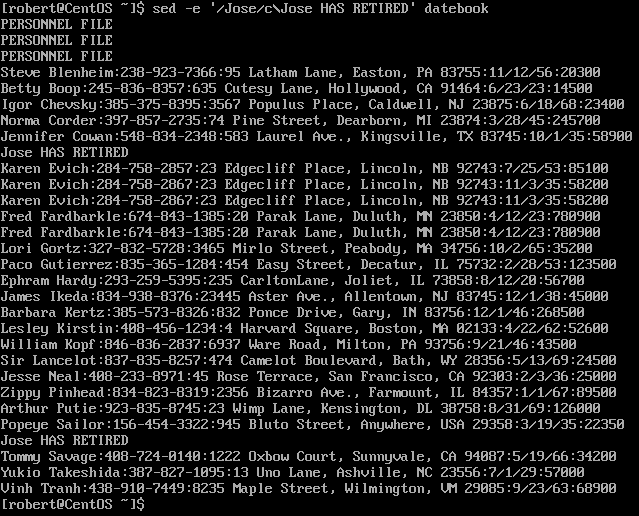 [robert@CentOS ~]$ sed -e '/Jose/c\Jose HAS RETIRED' datebook
PERSONNEL FILE
PERSONNEL FILE
PERSONNEL FILE
Steve Blenheim:238-923-7366:95 Latham Lane, Easton, PA 83755:11/12/56:20300
Betty Boop:245-836-8357:635 Cutesy Lane, Hollywood, CA 91464:6/23/23:14500
Igor Chevsky:385-375-8395:3567 Populus Place, Caldwell, NJ 23875:6/18/68:23400
Norma Corder:397-857-2735:74 Pine Street, Dearborn, MI 23874:3/28/45:245700
Jennifer Cowan:548-834-2348:583 Laurel Ave., Kingsville, TX 83745:10/1/35:58900
Jose HAS RETIRED
Karen Evich:284-758-2857:23 Edgecliff Place, Lincoln, NB 92743:7/25/53:85100
Karen Evich:284-758-2867:23 Edgecliff Place, Lincoln, NB 92743:11/3/35:58200
Karen Evich:284-758-2867:23 Edgecliff Place, Lincoln, NB 92743:11/3/35:58200
Fred Fardbarkle:674-843-1385:20 Parak Lane, Duluth, MN 23850:4/12/23:780900
Fred Fardbarkle:674-843-1385:20 Parak Lane, Duluth, MN 23850:4/12/23:780900
Lori Gortz:327-832-5728:3465 Mirlo Street, Peabody, MA 34756:10/2/65:35200
Paco Gutierrez:835-365-1284:454 Easy Street, Decatur, IL 75732:2/28/53:123500
Ephram Hardy:293-259-5395:235 CarltonLane, Joliet, IL 73858:8/12/20:56700
James Ikeda:834-938-8376:23445 Aster Ave., Allentown, NJ 83745:12/1/38:45000
Barbara Kertz:385-573-8326:832 Ponce Drive, Gary, IN 83756:12/1/46:268500
Lesley Kirstin:408-456-1234:4 Harvard Square, Boston, MA 02133:4/22/62:52600
William Kopf:846-836-2837:6937 Ware Road, Milton, PA 93756:9/21/46:43500
Sir Lancelot:837-835-8257:474 Camelot Boulevard, Bath, WY 28356:5/13/69:24500
Jesse Neal:408-233-8971:45 Rose Terrace, San Francisco, CA 92303:2/3/36:25000
Zippy Pinhead:834-823-8319:2356 Bizarro Ave., Farmount, IL 84357:1/1/67:89500
Arthur Putie:923-835-8745:23 Wimp Lane, Kensington, DL 38758:8/31/69:126000
Popeye Sailor:156-454-3322:945 Bluto Street, Anywhere, USA 29358:3/19/35:22350
Jose HAS RETIRED
Tommy Savage:408-724-0140:1222 Oxbow Court, Sunnyvale, CA 94087:5/19/66:34200
Yukio Takeshida:387-827-1095:13 Uno Lane, Ashville, NC 23556:7/1/29:57000
Vinh Tranh:438-910-7449:8235 Maple Street, Wilmington, VM 29085:9/23/63:68900
[robert@CentOS ~]$